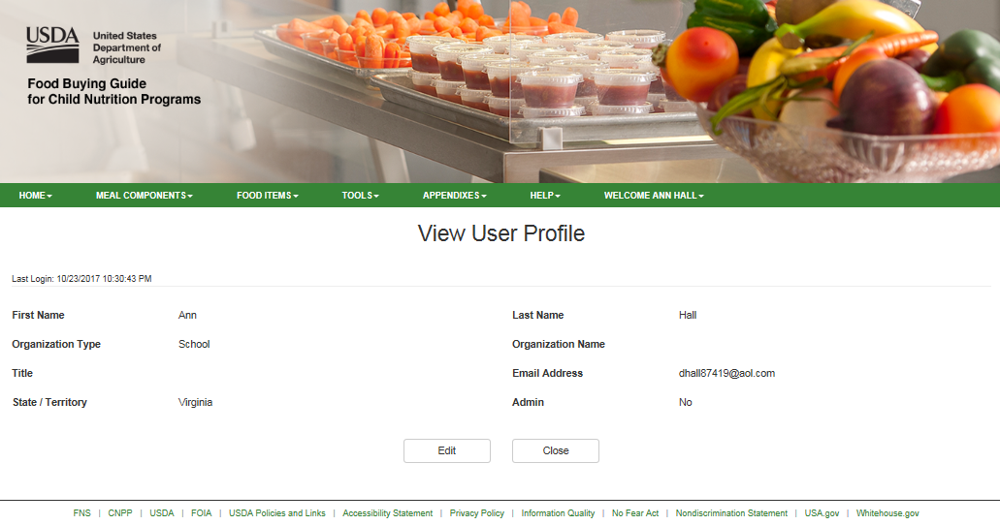 USDA
United States
Department of
Agriculture
Food Buying Guide
for Child Nutrition Programs
HOME MEAL COMPONENTS FOOD ITEMS TOOLS APPENDIXES HELP WELCOME ANN HALL
View User Profile
Last Login: 10/23/2017 10:30:43 PM
First Name Ann Last Name Hall
Organization Type School Organization Name
Title Email Address dhall87419@aol.com
State / Territory Virginia Admin No
Edit Close
FNS | CNPP | USDA | FOIA | USDA Policies and Links | Accessibility Statement | Privacy Policy | Information Quality | No Fear Act | Nondiscrimination Statement | USA.gov | Whitehouse.gov